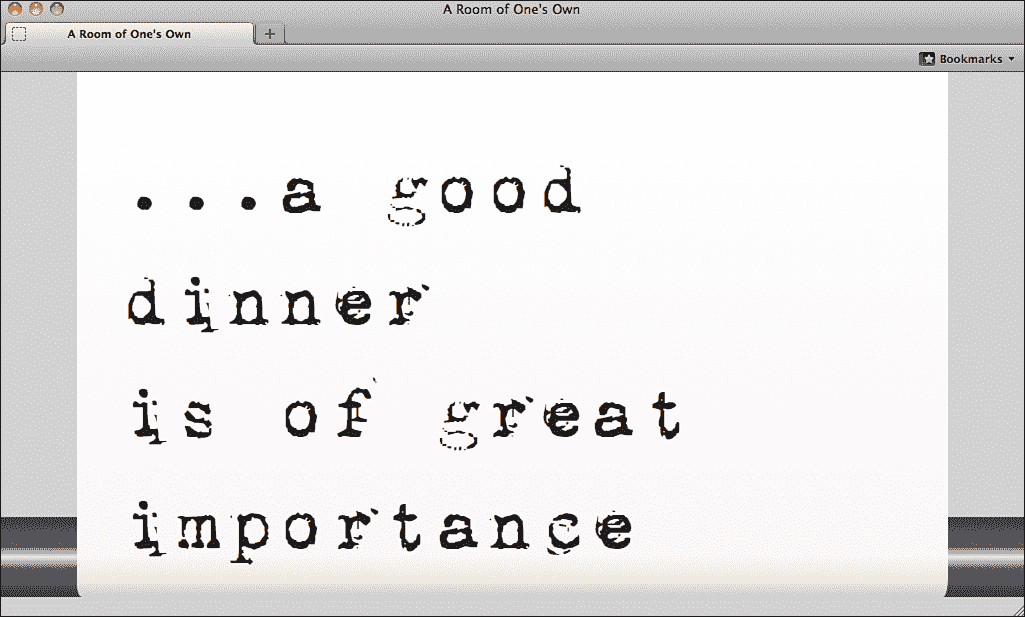 A Room of One's Own
A Room of One's Own
Bookmarks
...a good
dinner
is of great
importance